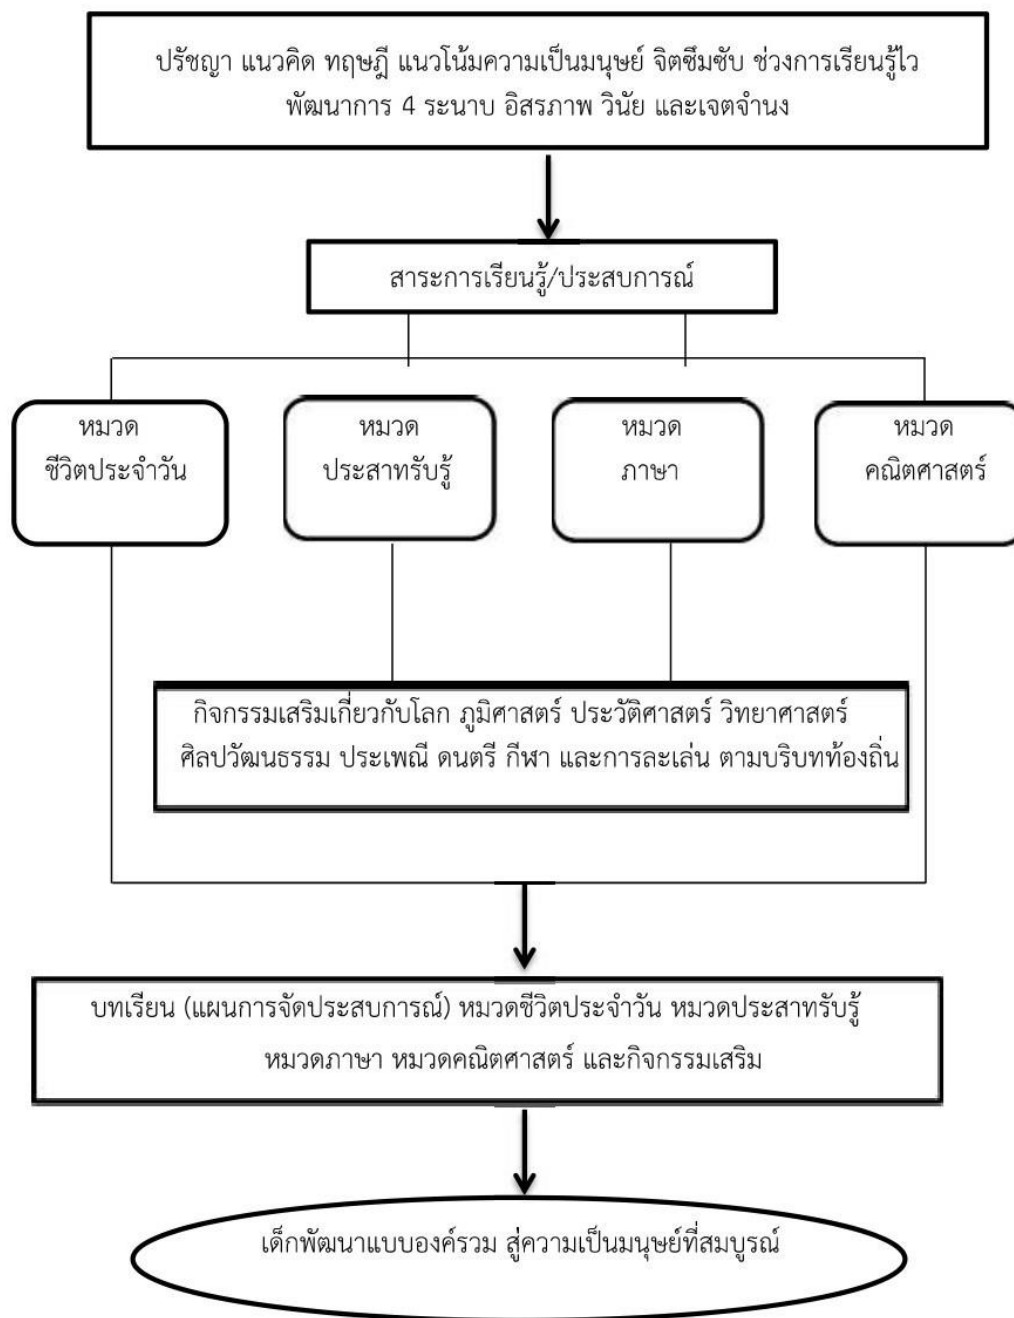 ปรัชญา แนวคิด ทฤษฎี แนวโน้มความเป็นมนุษย์ จิตซึมซับ ช่วงการเรียนรู้ไว
พัฒนาการ 4 ระนาบ อิสรภาพ วินัย และเจตจำนง
สาระการเรียนรู้/ประสบการณ์
หมวด
ชีวิตประจำวัน
หมวด
ประสาทรับรู้
หมวด
ภาษา
หมวด
คณิตศาสตร์
กิจกรรมเสริมเกี่ยวกับโลก ภูมิศาสตร์ ประวัติศาสตร์ วิทยาศาสตร์
ศิลปวัฒนธรรม ประเพณี ดนตรี กีฬา และการละเล่น ตามบริบทท้องถิ่น
บทเรียน (แผนการจัดประสบการณ์) หมวดชีวิตประจำวัน หมวดประสาทรับรู้
หมวดภาษา หมวดคณิตศาสตร์ และกิจกรรมเสริม
เด็กพัฒนาแบบองค์รวม สู่ความเป็นมนุษย์ที่สมบูรณ์